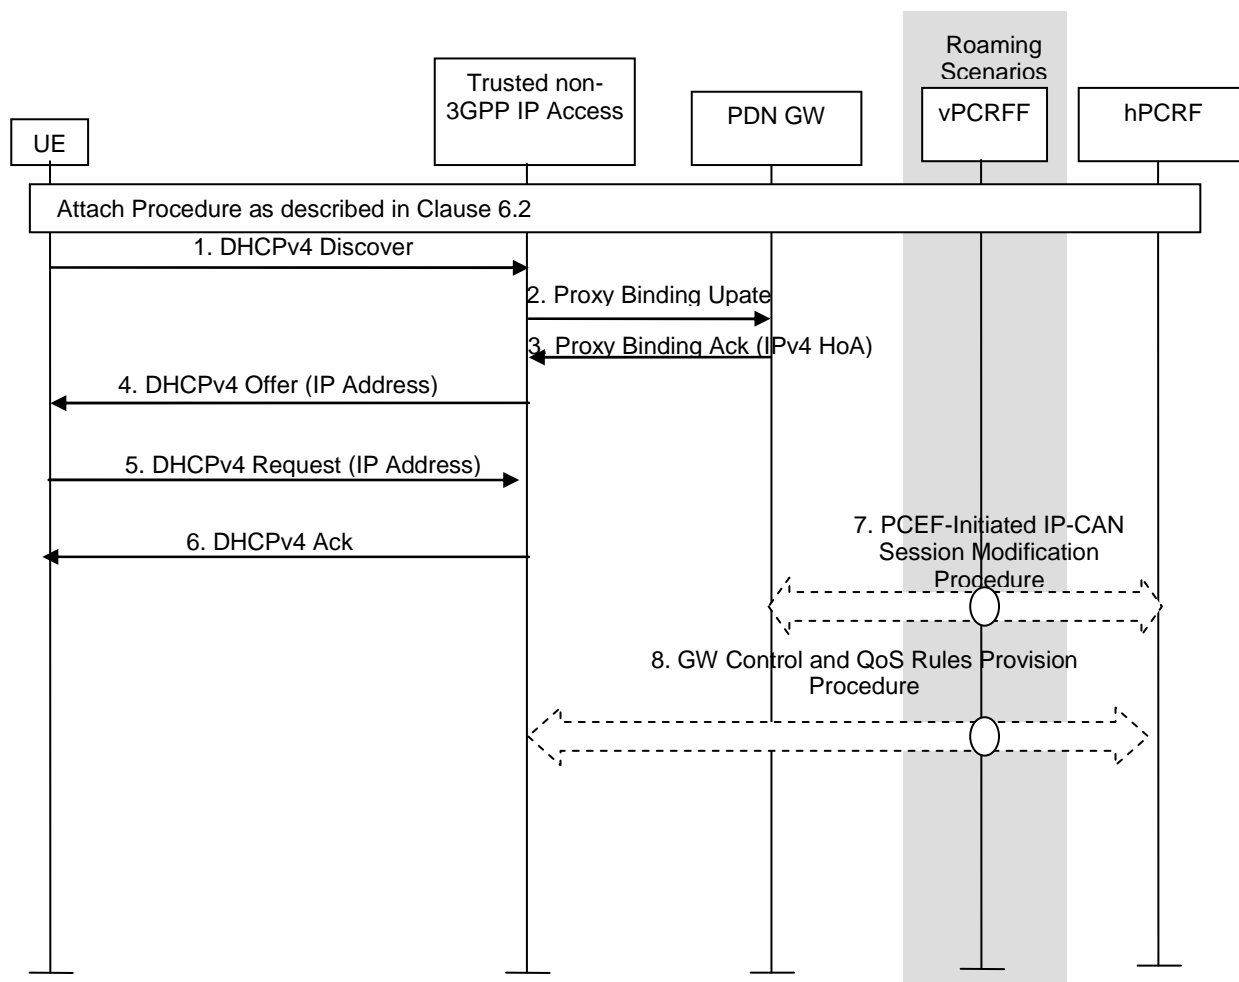 Roaming
Scenarios
Trusted non-
3GPP IP Access
PDN GW
vPCRFF
hPCRF
UE
Attach Procedure as described in Clause 6.2
1. DHCPv4 Discover
2. Proxy Binding Upate
3. Proxy Binding Ack (IPv4 HoA)
4. DHCPv4 Offer (IP Address)
5. DHCPv4 Request (IP Address)
6. DHCPv4 Ack
7. PCEF-Initiated IP-CAN
Session Modification
Procedure
8. GW Control and QoS Rules Provision
Procedure